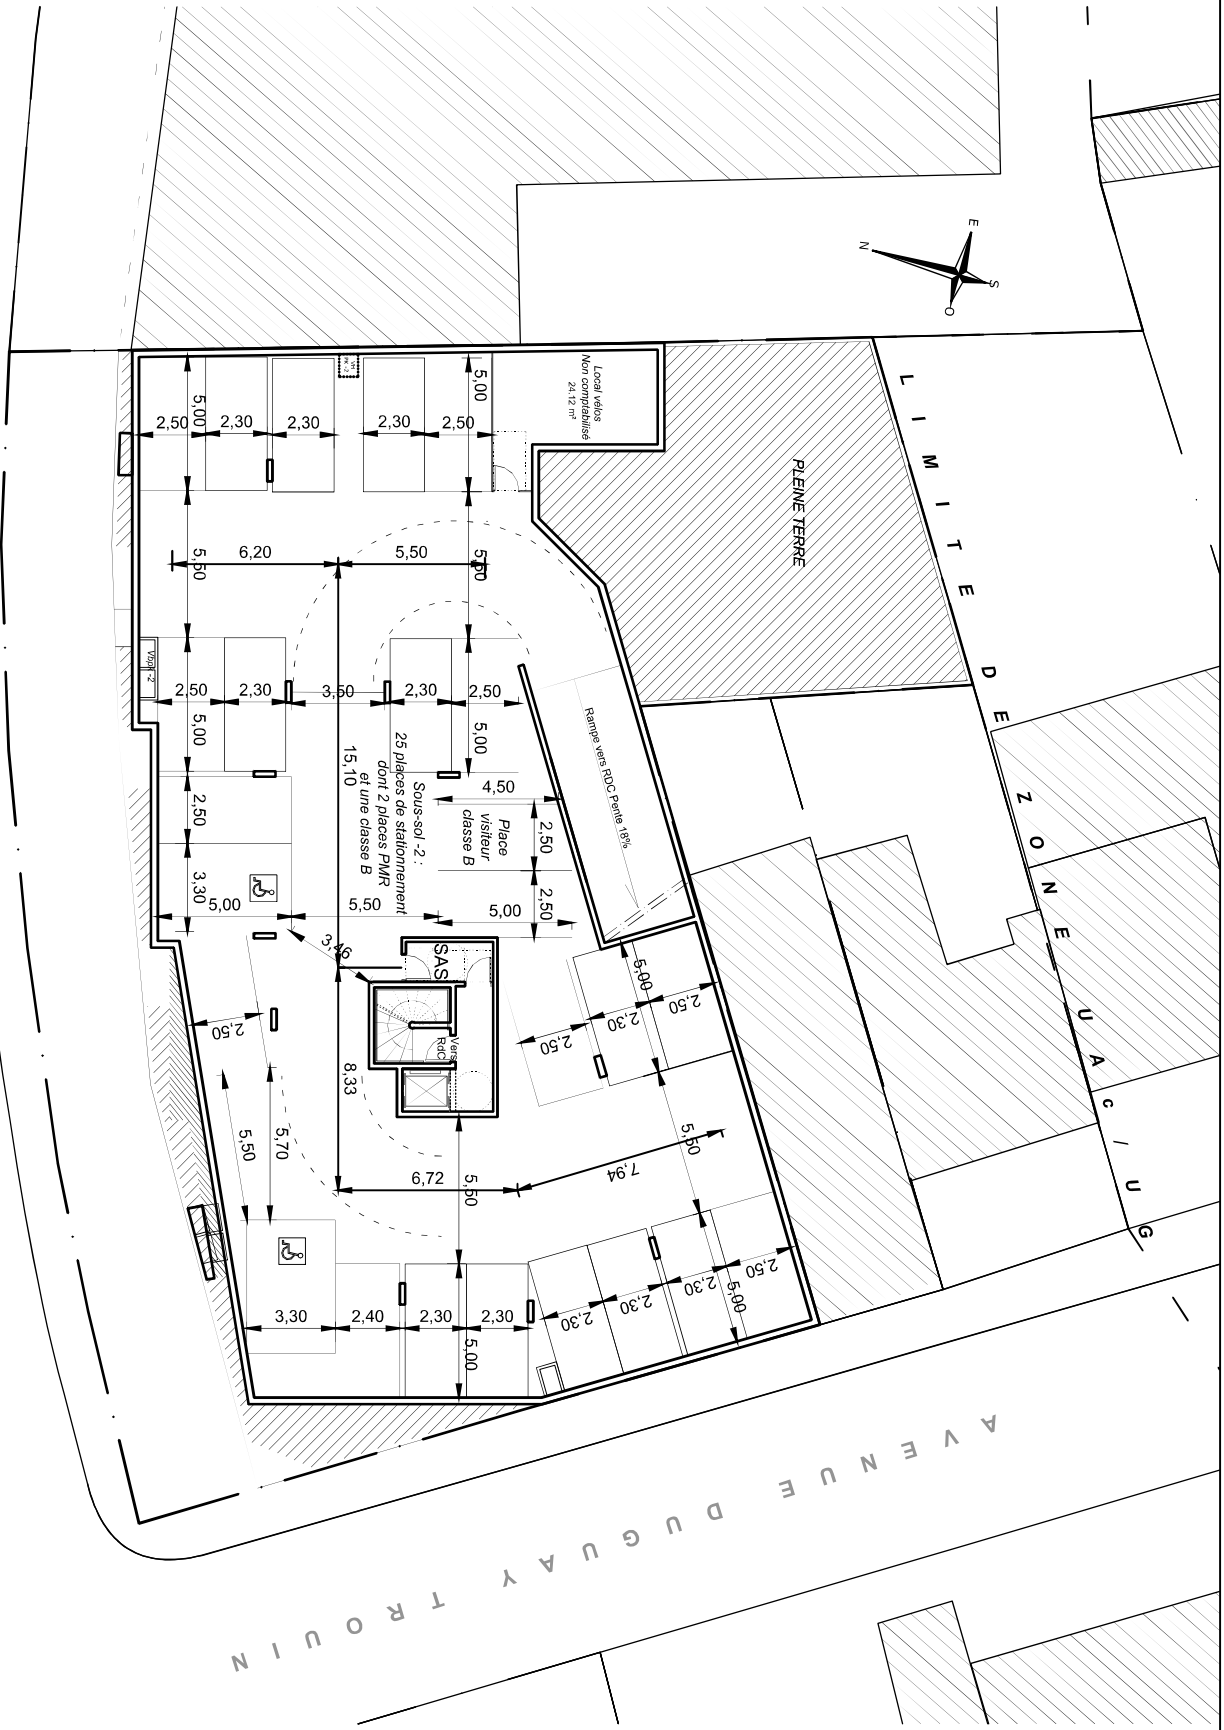 E
N
S
O
L I M I T E D E Z O N E U A c / U G
PLEINE TERRE
Local vélos
Non comptabilisé
24.12 m²
VH
PK -2
5,00
5,00
2,50
2,30
2,30
2,30
2,50
5,50
6,20
5,50
5,50
Vbpk -2
2,50
2,30
3,50
2,30
2,50
5,00
5,00
15,10
Rampe vers RDC Pente 18%
Sous-sol -2 :
25 places de stationnement
dont 2 places PMR
et une classe B
4,50
Place
visiteur
classe B
2,50
2,50
2,50
3,30
5,00
5,50
5,00
3,46
SAS
Vers
RdC
5,00
2,50
2,30
2,50
2,50
8,33
5,50
5,70
6,72
5,50
5,50
7,94
3,30
2,40
2,30
2,30
5,00
2,30
2,30
2,30
2,50
5,00
AVENUE DUGUAY TROUIN